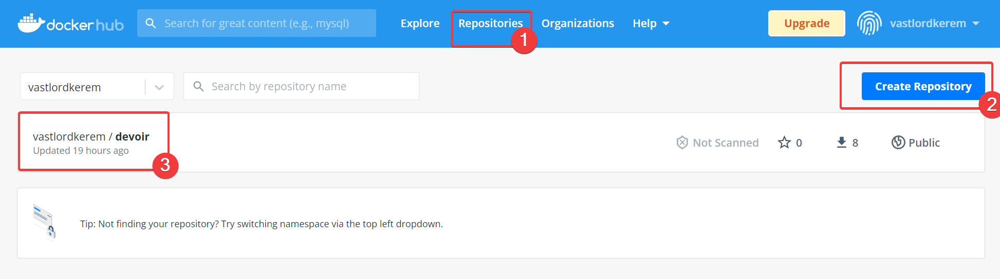 docker hub Search for great content (e.g., mysql) Explore Repositories Organizations Help Upgrade vastlordkerem
1
vastlordkerem Search by repository name Create Repository
2
vastlordkerem / devoir
Updated 19 hours ago
Not Scanned 0 8 Public
3
Tip: Not finding your repository? Try switching namespace via the top left dropdown.